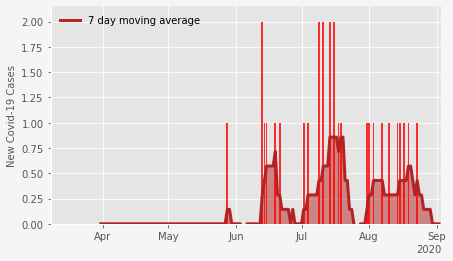 7 day moving average
New Covid-19 Cases
2.00
1.75
1.50
1.25
1.00
0.75
0.50
0.25
0.00
Apr
May
Jun
Jul
Aug
Sep
2020